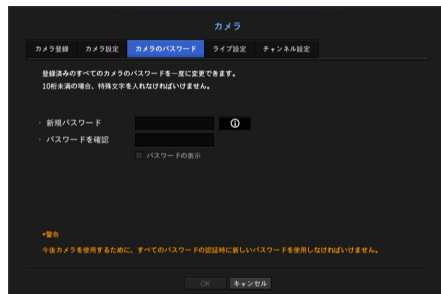 カメラ
カメラ登録 カメラ設定 カメラのパスワード ライブ設定 チャンネル設定
登録済みのすべてのカメラのパスワードを一度に変更できます。
10桁未満の場合、特殊文字を入れなければいけません。
新規パスワード
パスワードを確認
パスワードの表示
*警告
今後カメラを使用するために、すべてのパスワードの認証時に新しいパスワードを使用しなければいけません。
OK キャンセル